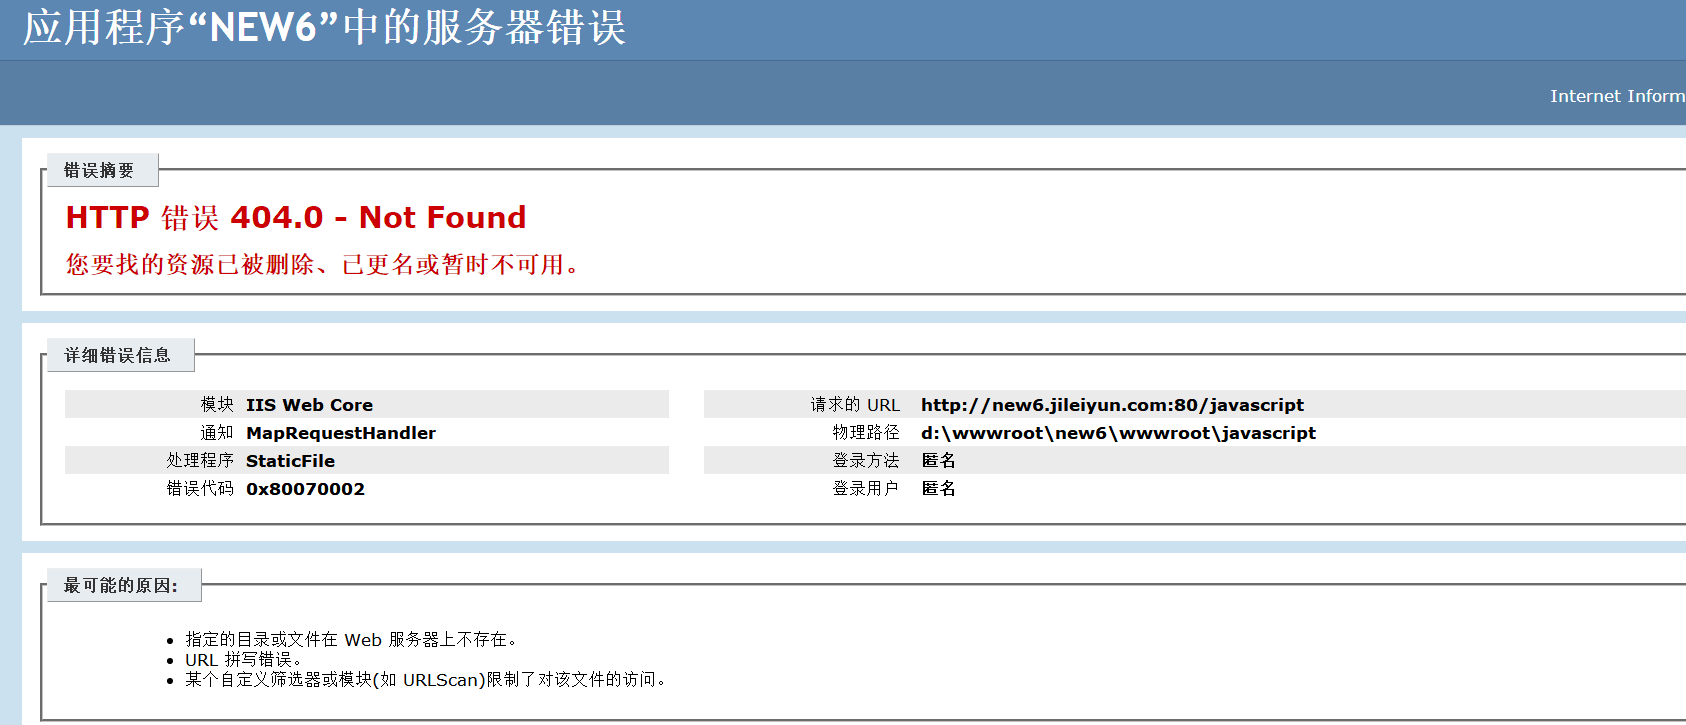 应用程序“NEW6”中的服务器错误
Internet Inform
错误摘要
HTTP 错误 404.0 - Not Found
您要找的资源已被删除、已更名或暂时不可用。
详细错误信息
模块 IIS Web Core
通知 MapRequestHandler
处理程序 StaticFile
错误代码 0x80070002
请求的 URL http://new6.jileiyun.com:80/javascript
物理路径 d:\wwwroot\new6\wwwroot\javascript
登录方法 匿名
登录用户 匿名
最可能的原因:
• 指定的目录或文件在 Web 服务器上不存在。
• URL 拼写错误。
• 某个自定义筛选器或模块(如 URLScan)限制了对该文件的访问。